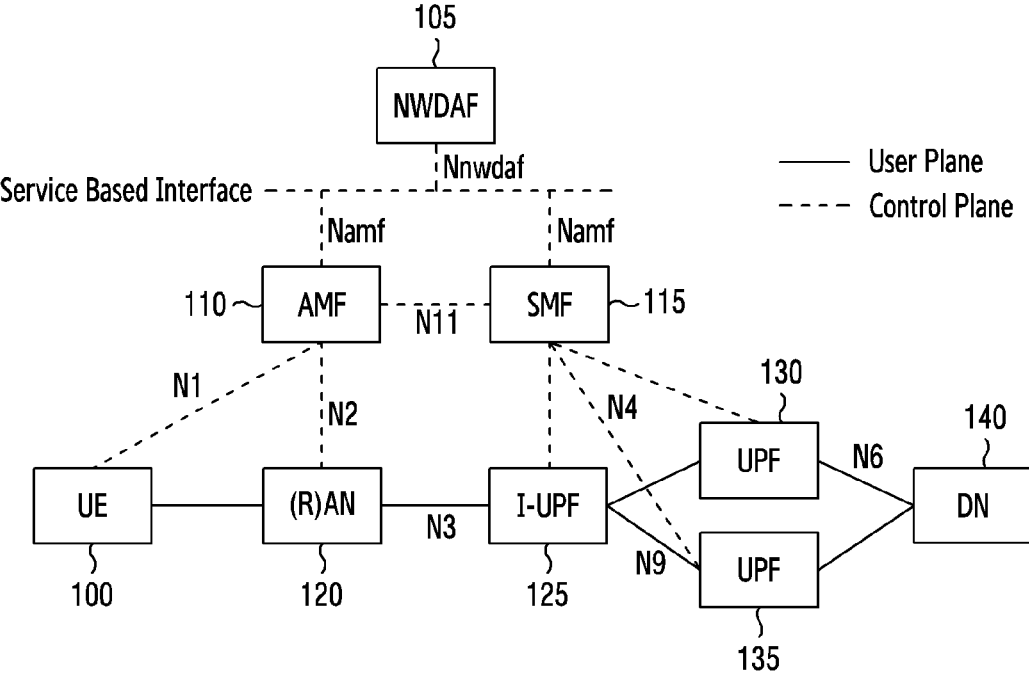 105
NWDAF
Nnwdaf
User Plane
Service Based Interface
Control Plane
Namf
Namf
110
AMF
N11
SMF
115
N1
N2
N4
130
140
UE
(R)AN
N3
I-UPF
UPF
N6
DN
N9
UPF
100
120
125
135